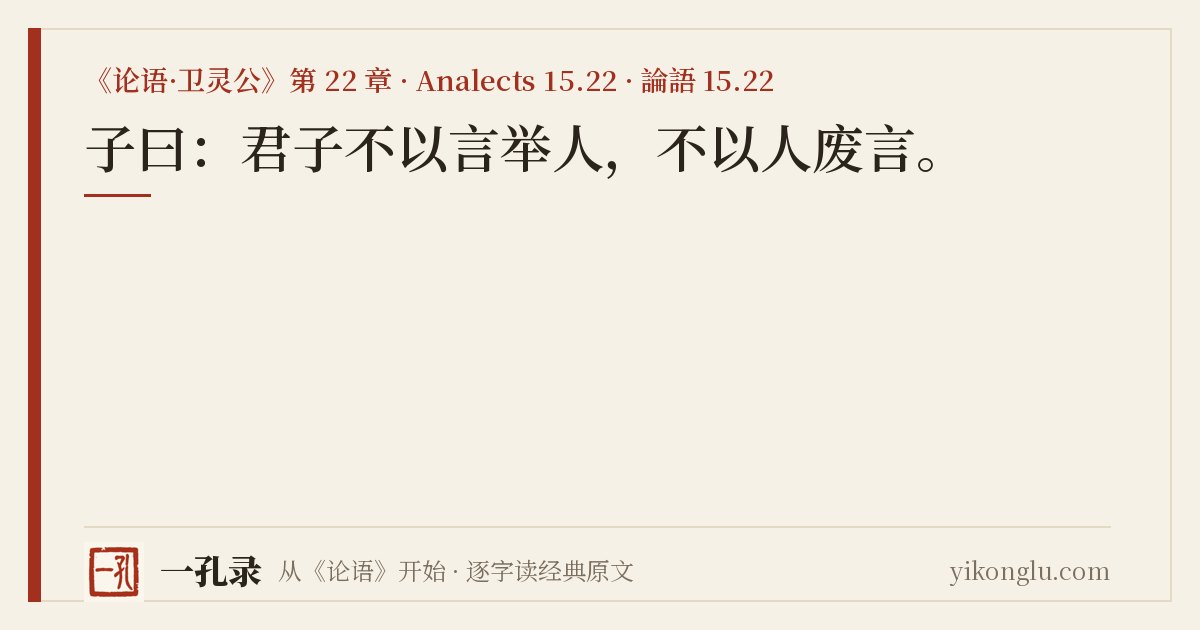 《论语·卫灵公》第 22 章 · Analects 15.22 · 論語 15.22
子曰：君子不以言举人，不以人废言。
一孔
一孔录 从《论语》开始 · 逐字读经典原文 yikonglu.com